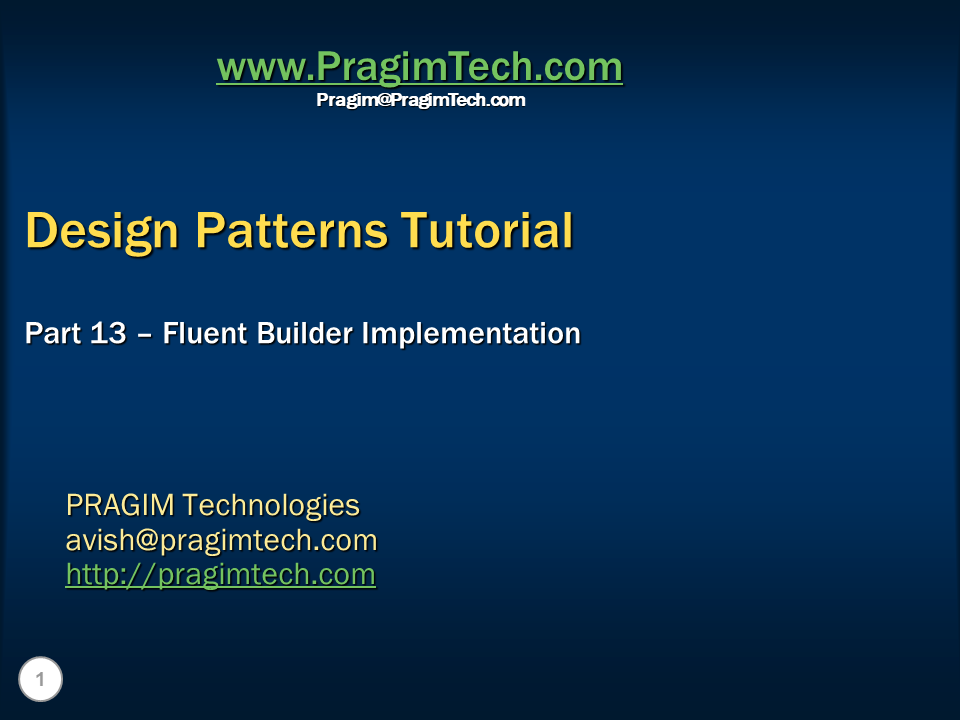 www.PragimTech.com
Pragim@PragimTech.com
Design Patterns Tutorial
Part 13 – Fluent Builder Implementation
PRAGIM Technologies
avish@pragimtech.com
http://pragimtech.com
1